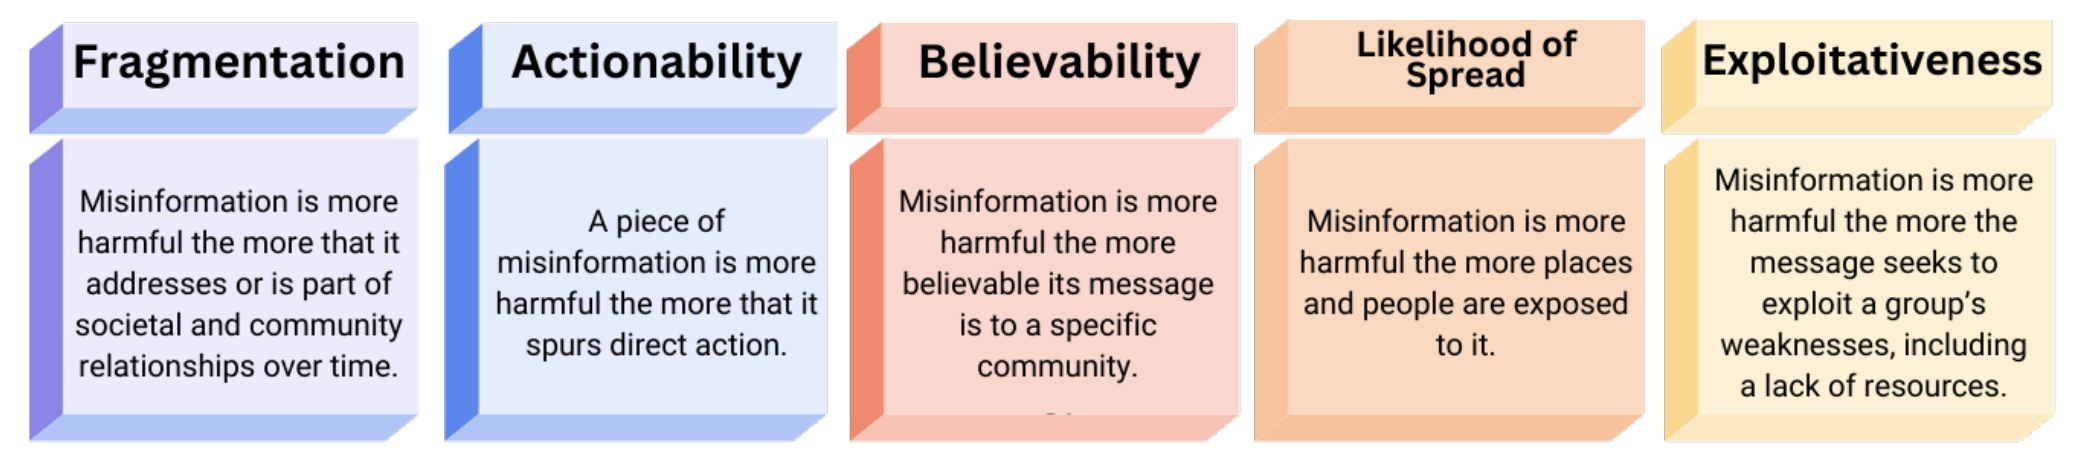 Fragmentation
Misinformation is more
harmful the more that it
addresses or is part of
societal and community
relationships over time.
Actionability
A piece of
misinformation is more
harmful the more that it
spurs direct action.
Believability
Misinformation is more
harmful the more
believable its message
is to a specific
community.
Likelihood of
Spread
Misinformation is more
harmful the more places
and people are exposed
to it.
Exploitativeness
Misinformation is more
harmful the more the
message seeks to
exploit a group’s
weaknesses, including
a lack of resources.